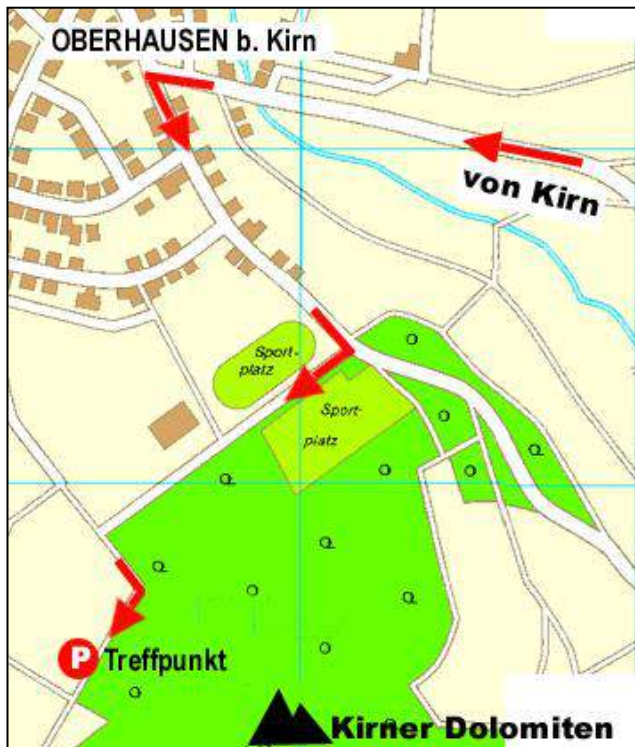 OBERHAUSEN b. Kirn
von Kirn
Sport-
platz
Sport-
platz
P Treffpunkt
Kirner Dolomiten